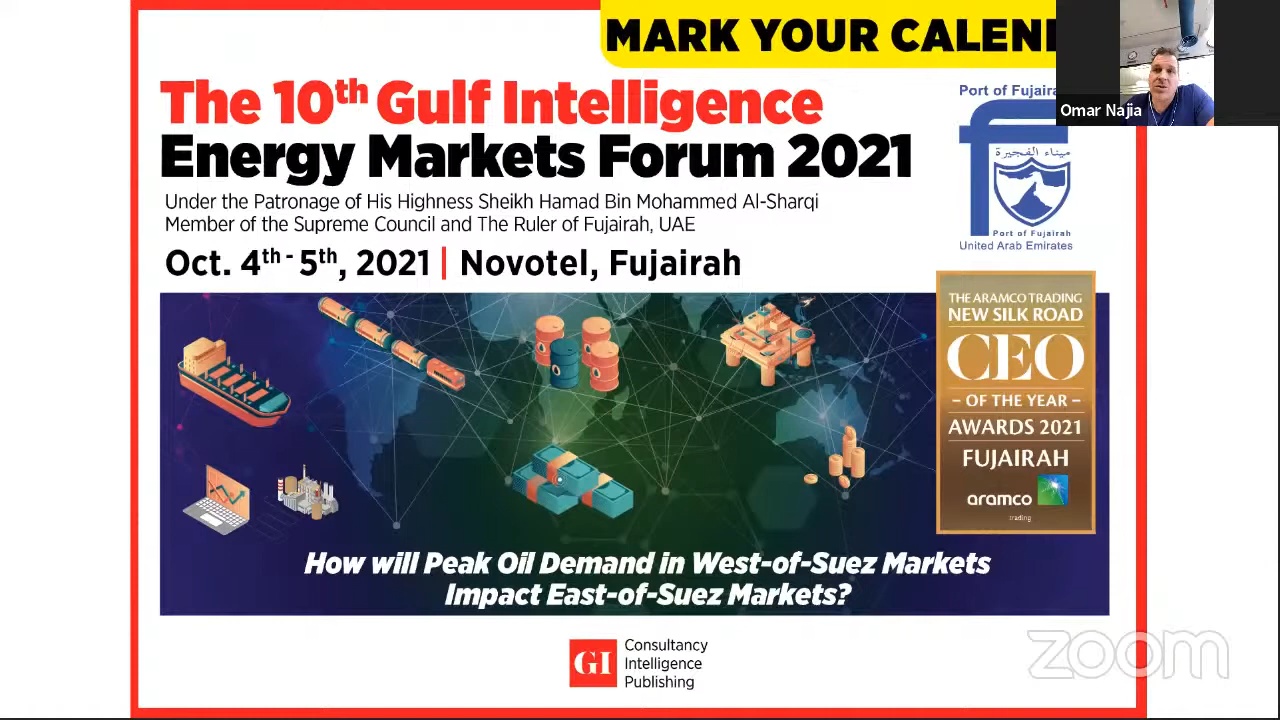 MARK YOUR CALEN
The 10th Gulf Intelligence
Energy Markets Forum 2021
Under the Patronage of His Highness Sheikh Hamad Bin Mohammed Al-Sharqi
Member of the Supreme Council and The Ruler of Fujairah, UAE
Oct. 4th - 5th, 2021 | Novotel, Fujairah
Port of Fujairah
Omar Najia
ميناء الفجيرة
Port of Fujairah
United Arab Emirates
THE ARAMCO TRADING
NEW SILK ROAD
CEO
- OF THE YEAR -
AWARDS 2021
FUJAIRAH
aramco
trading
How will Peak Oil Demand in West-of-Suez Markets
Impact East-of-Suez Markets?
GI
Consultancy
Intelligence
Publishing
zoom